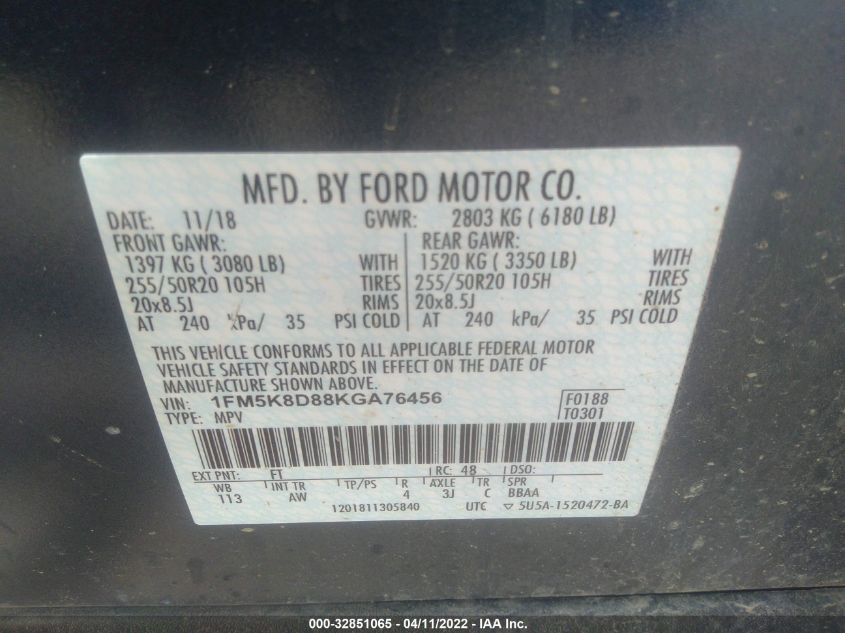 MFD. BY FORD MOTOR CO.
DATE: 11/18 GVWR: 2803 KG ( 6180 LB)
FRONT GAWR: REAR GAWR:
1397 KG ( 3080 LB) WITH 1520 KG ( 3350 LB) WITH
255/50R20 105H TIRES 255/50R20 105H TIRES
20x8.5J RIMS 20x8.5J RIMS
AT 240 kPa/ 35 PSI COLD AT 240 kPa/ 35 PSI COLD
THIS VEHICLE CONFORMS TO ALL APPLICABLE FEDERAL MOTOR
VEHICLE SAFETY STANDARDS IN EFFECT ON THE DATE OF
MANUFACTURE SHOWN ABOVE.
VIN: 1FM5K8D88KGA76456 F0188
TYPE: MPV T0301
EXT PNT: FT RC: 48 DSO:
WB INT TR TP/PS R AXLE TR SPR
113 AW 4 3J C BBAA
1201811305840 UTC ▽ 5U5A-1520472-BA
000-32851065 - 04/11/2022 - IAA Inc.